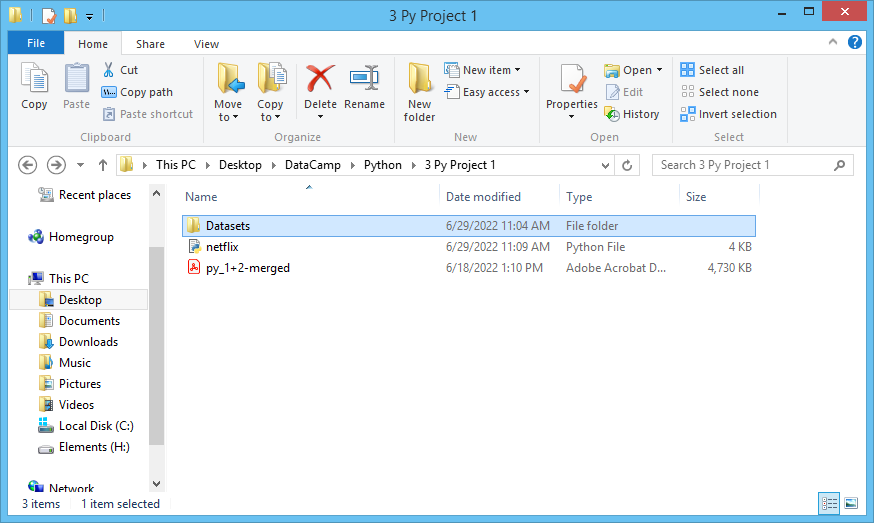 3 Py Project 1
File Home Share View
Copy Paste Cut Copy path Paste shortcut
Clipboard
Move to Copy to Delete Rename
Organize
New folder New item Easy access
New
Properties Open Edit History
Open
Select all Select none Invert selection
Select
This PC Desktop DataCamp Python 3 Py Project 1 Search 3 Py Project 1
Recent places
Homegroup
This PC
Desktop
Documents
Downloads
Music
Pictures
Videos
Local Disk (C:)
Elements (H:)
Network
Name Date modified Type Size
Datasets 6/29/2022 11:04 AM File folder
netflix 6/29/2022 11:09 AM Python File 4 KB
py_1+2-merged 6/18/2022 1:10 PM Adobe Acrobat D... 4,730 KB
3 items 1 item selected